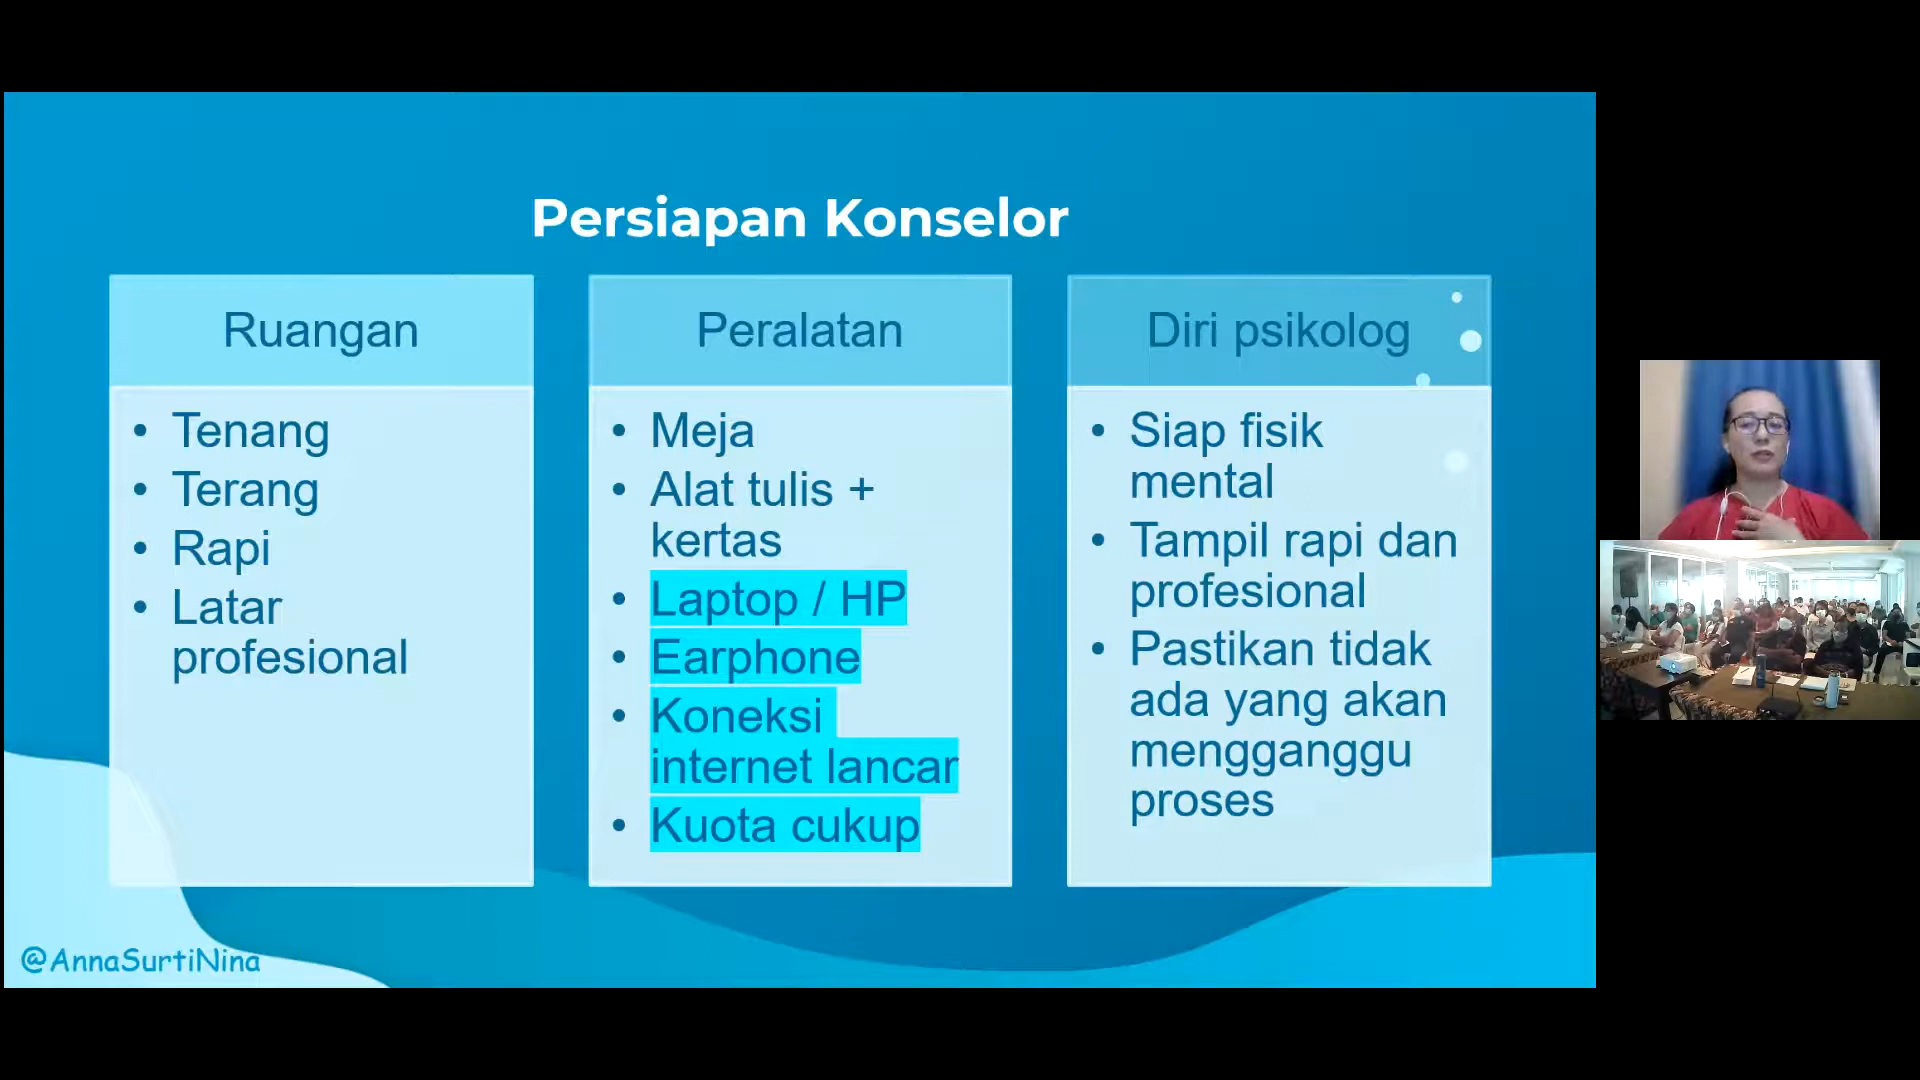 Persiapan Konselor
Ruangan
• Tenang
• Terang
• Rapi
• Latar
profesional
Peralatan
• Meja
• Alat tulis +
kertas
• Laptop / HP
• Earphone
• Koneksi
internet lancar
• Kuota cukup
Diri psikolog
• Siap fisik
mental
• Tampil rapi dan
profesional
• Pastikan tidak
ada yang akan
mengganggu
proses
@AnnaSurtiNina